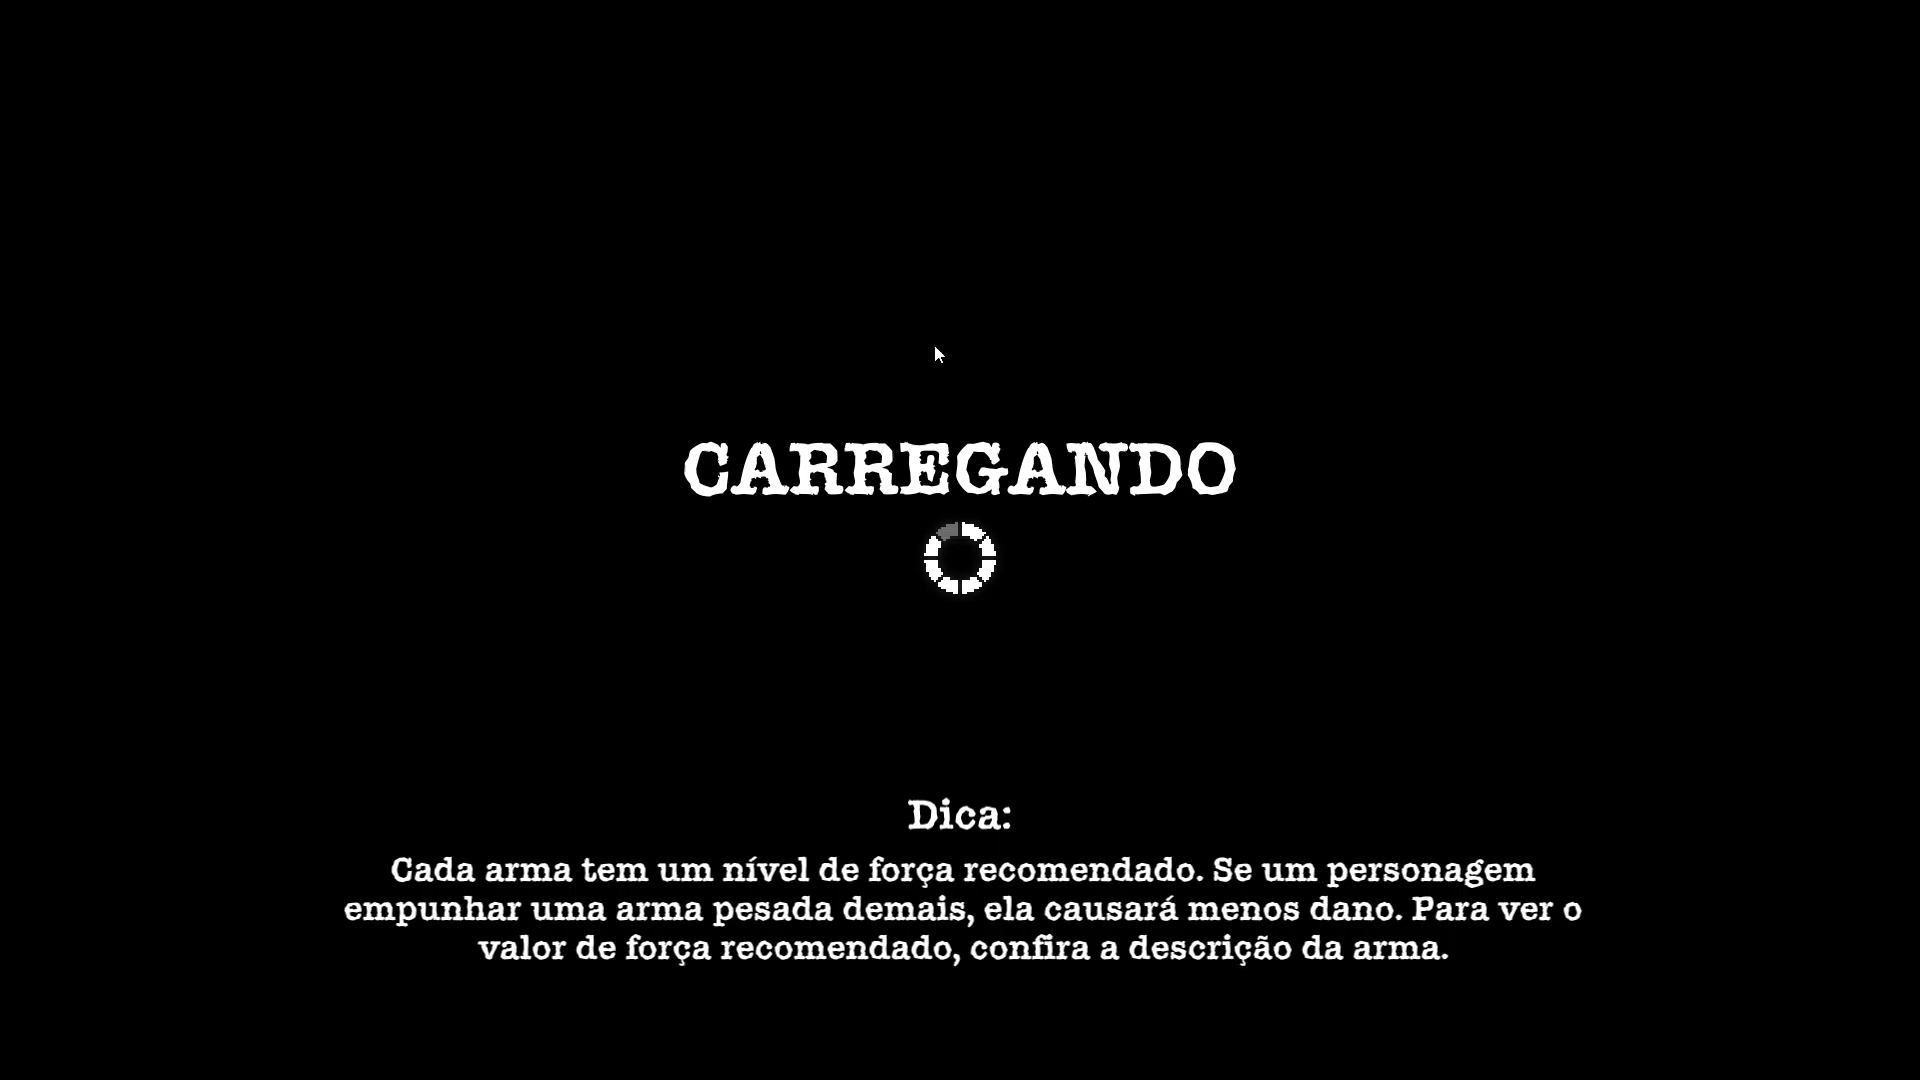 CARREGANDO
Dica:
Cada arma tem um nível de força recomendado. Se um personagem
empunhar uma arma pesada demais, ela causará menos dano. Para ver o
valor de força recomendado, confira a descrição da arma.